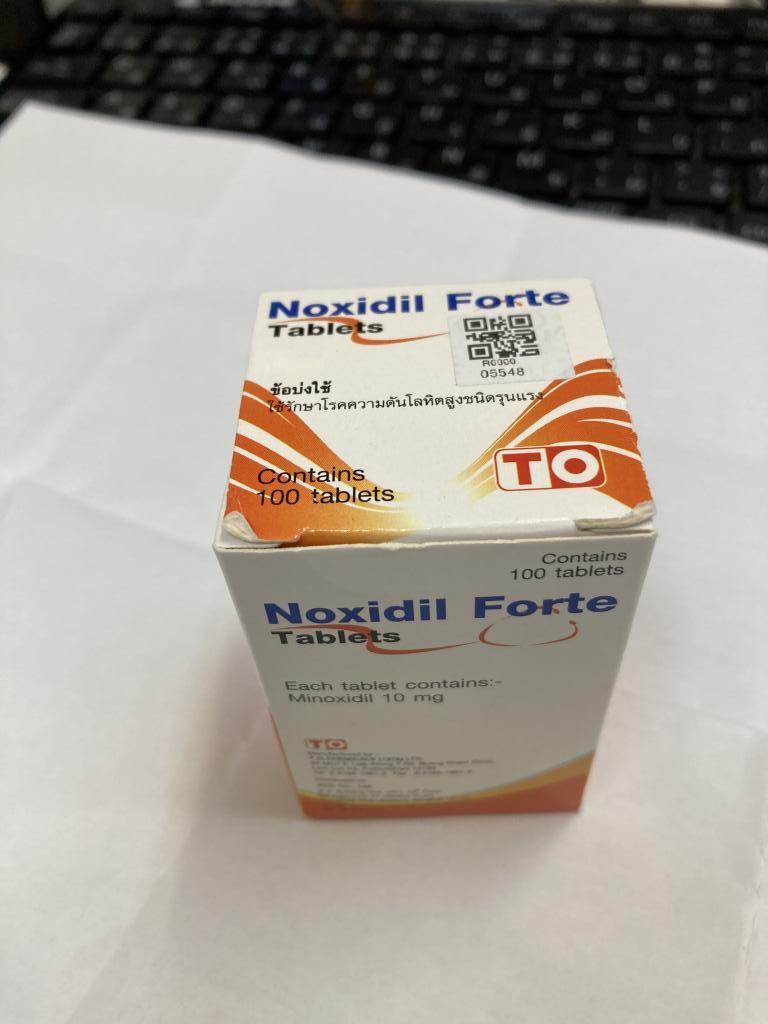 Noxidil Forte
Tablets
R0000
05548
ข้อบ่งใช้
ใช้รักษาโรคความดันโลหิตสูงชนิดรุนแรง
Contains
100 tablets
TO
Contains
100 tablets
Noxidil Forte
Tablets
Each tablet contains:-
Minoxidil 10 mg
TO
Manufactured by